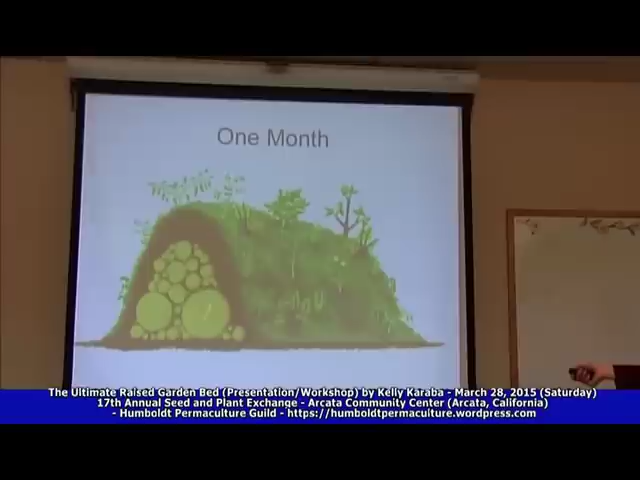 One Month
The Ultimate Raised Garden Bed (Presentation/Workshop) by Kelly Karaba - March 28, 2015 (Saturday)
17th Annual Seed and Plant Exchange - Arcata Community Center (Arcata, California)
- Humboldt Permaculture Guild - https://humboldtpermaculture.wordpress.com